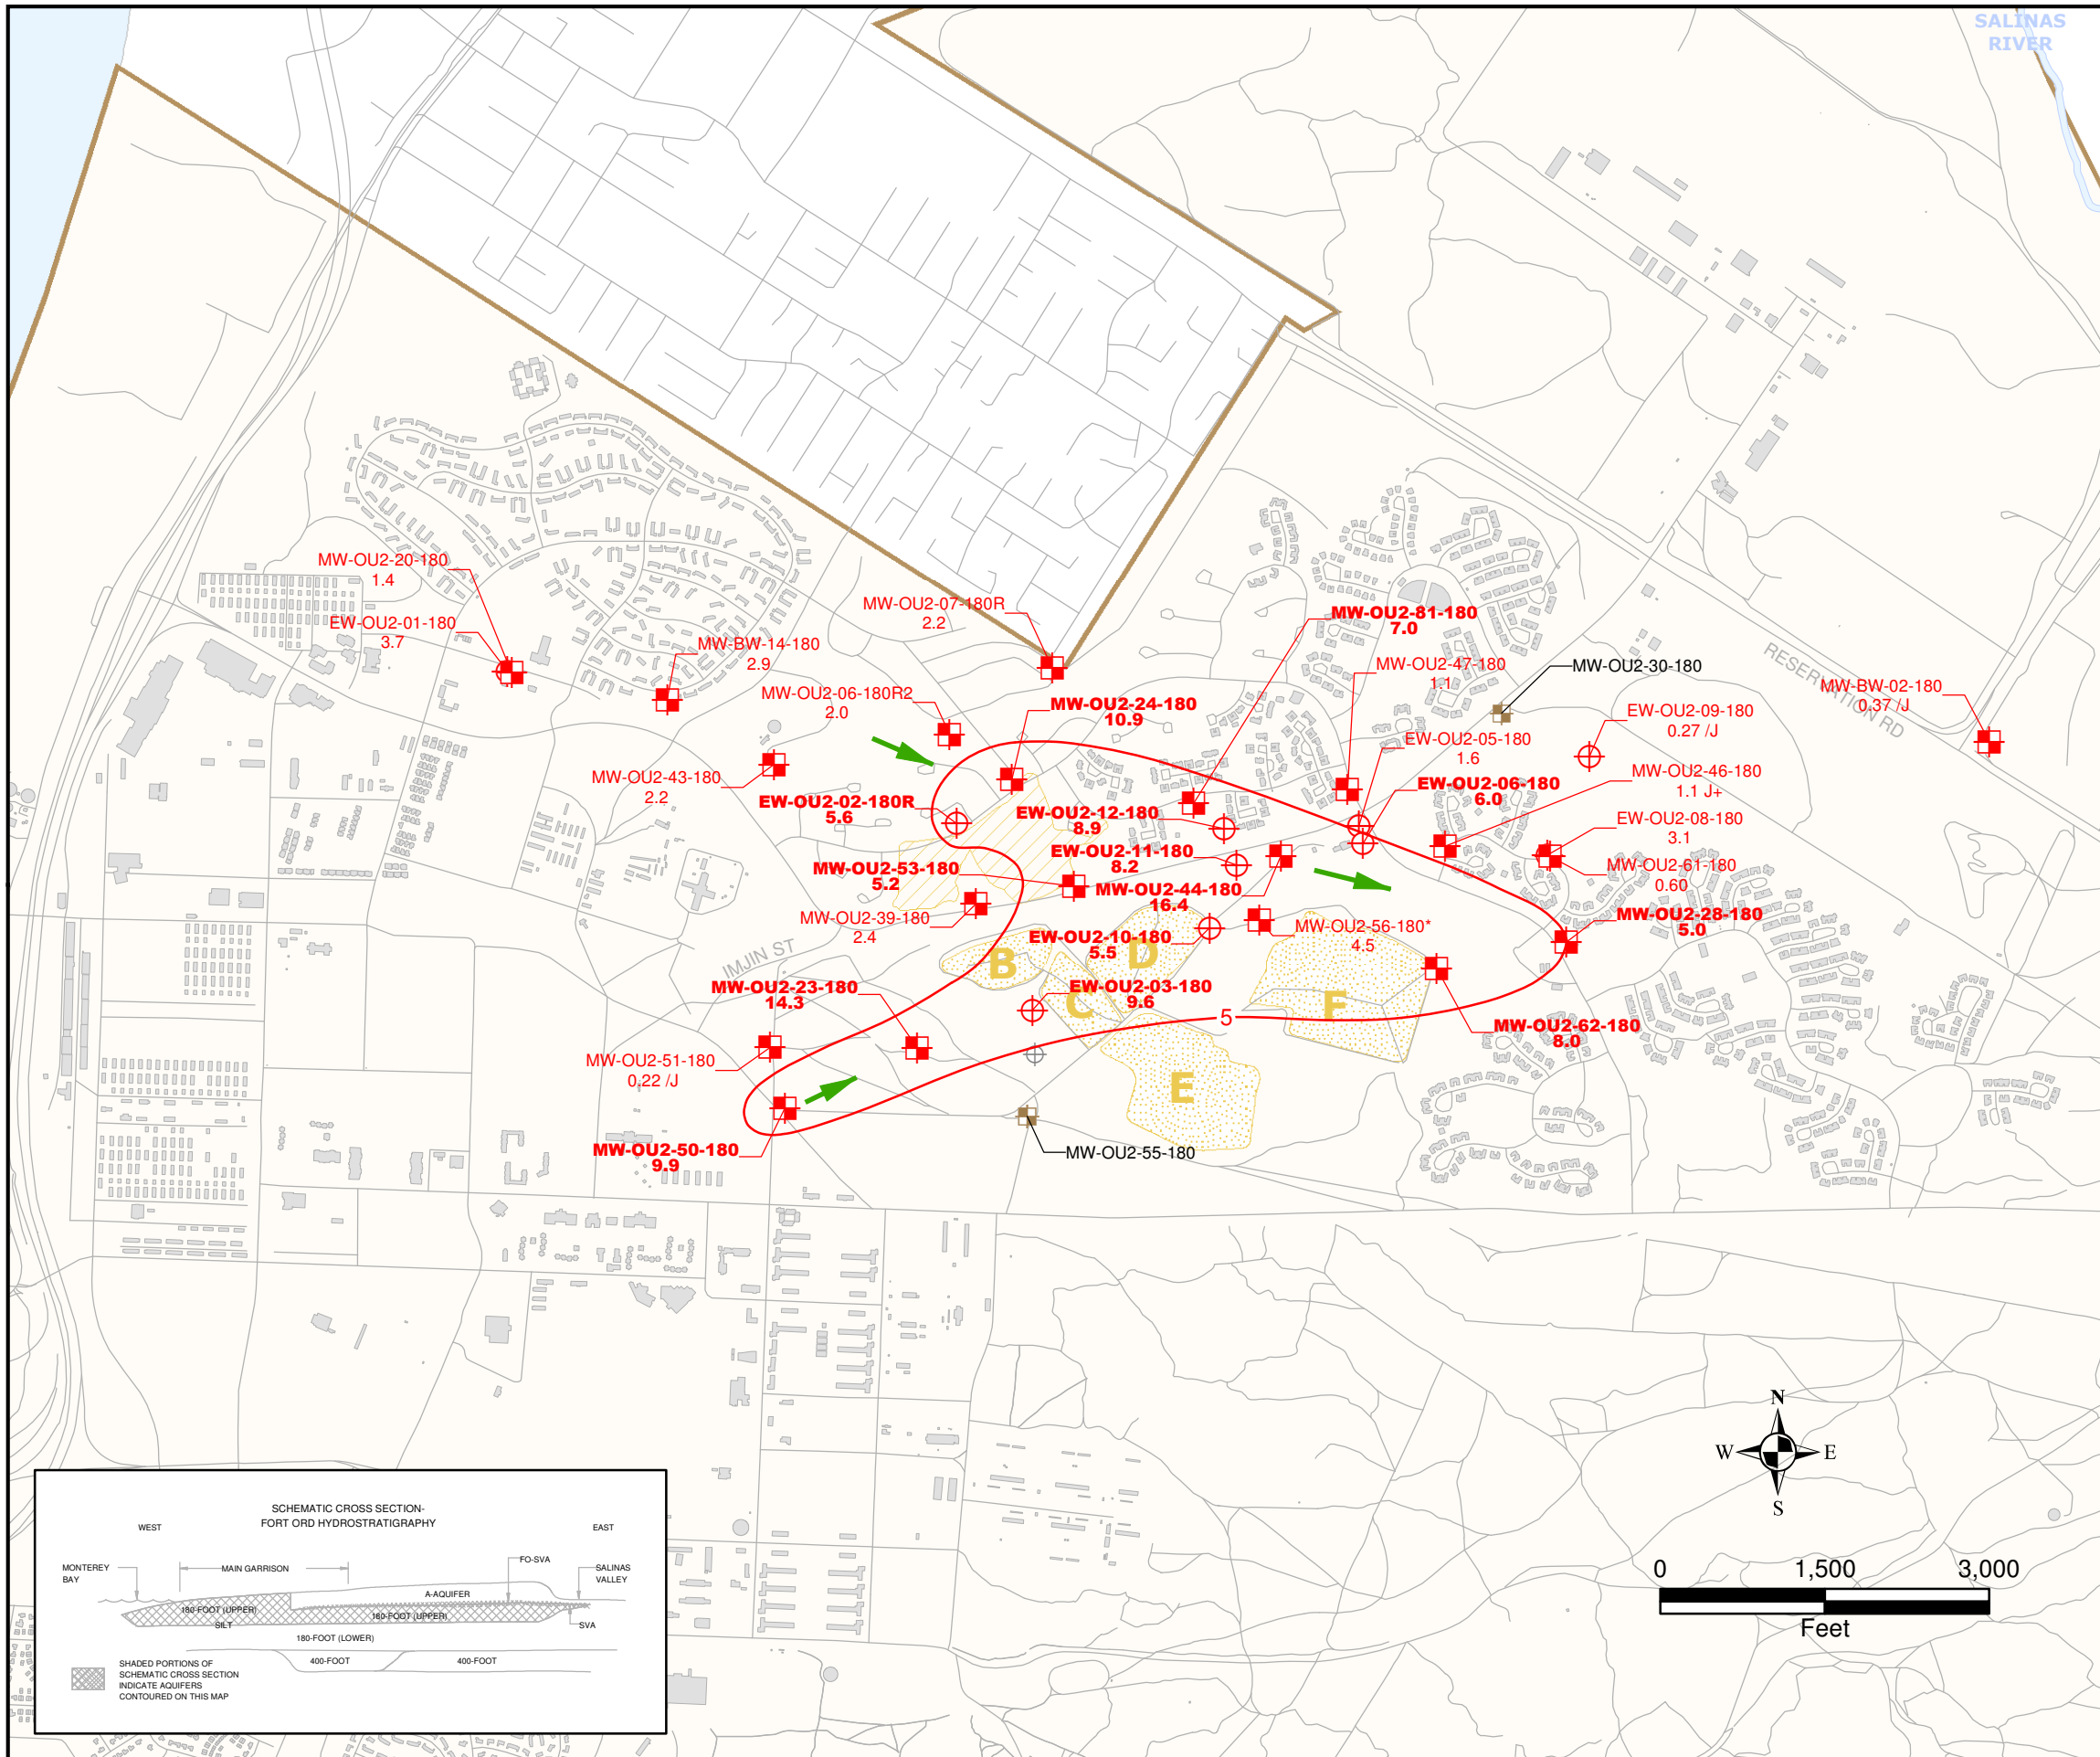 SALINAS
RIVER
MW-OU2-20-180
1.4
EW-OU2-01-180
3.7
MW-BW-14-180
2.9
MW-OU2-07-180R
2.2
MW-OU2-06-180R2
2.0
MW-OU2-43-180
2.2
MW-OU2-24-180
10.9
MW-OU2-81-180
7.0
MW-OU2-47-180
1.1
MW-OU2-30-180
RESERVATION RD
MW-BW-02-180
0.37 /J
EW-OU2-09-180
0.27 /J
EW-OU2-05-180
1.6
MW-OU2-46-180
1.1 J+
EW-OU2-06-180
6.0
EW-OU2-02-180R
5.6
EW-OU2-12-180
8.9
EW-OU2-08-180
3.1
EW-OU2-11-180
8.2
MW-OU2-61-180
0.60
MW-OU2-53-180
5.2
MW-OU2-44-180
16.4
MW-OU2-39-180
2.4
MW-OU2-56-180*
4.5
MW-OU2-28-180
5.0
EW-OU2-10-180
5.5
IMJIN ST
B
D
C
F
E
MW-OU2-23-180
14.3
EW-OU2-03-180
9.6
5
MW-OU2-62-180
8.0
MW-OU2-51-180
0.22 /J
MW-OU2-50-180
9.9
MW-OU2-55-180
N
W
E
S
0 1,500 3,000
Feet
SCHEMATIC CROSS SECTION-
FORT ORD HYDROSTRATIGRAPHY
WEST
EAST
MONTEREY
BAY
MAIN GARRISON
FO-SVA
SALINAS
VALLEY
A-AQUIFER
180-FOOT (UPPER)
180-FOOT (UPPER)
SILT
SVA
180-FOOT (LOWER)
400-FOOT
400-FOOT
SHADED PORTIONS OF
SCHEMATIC CROSS SECTION
INDICATE AQUIFERS
CONTOURED ON THIS MAP